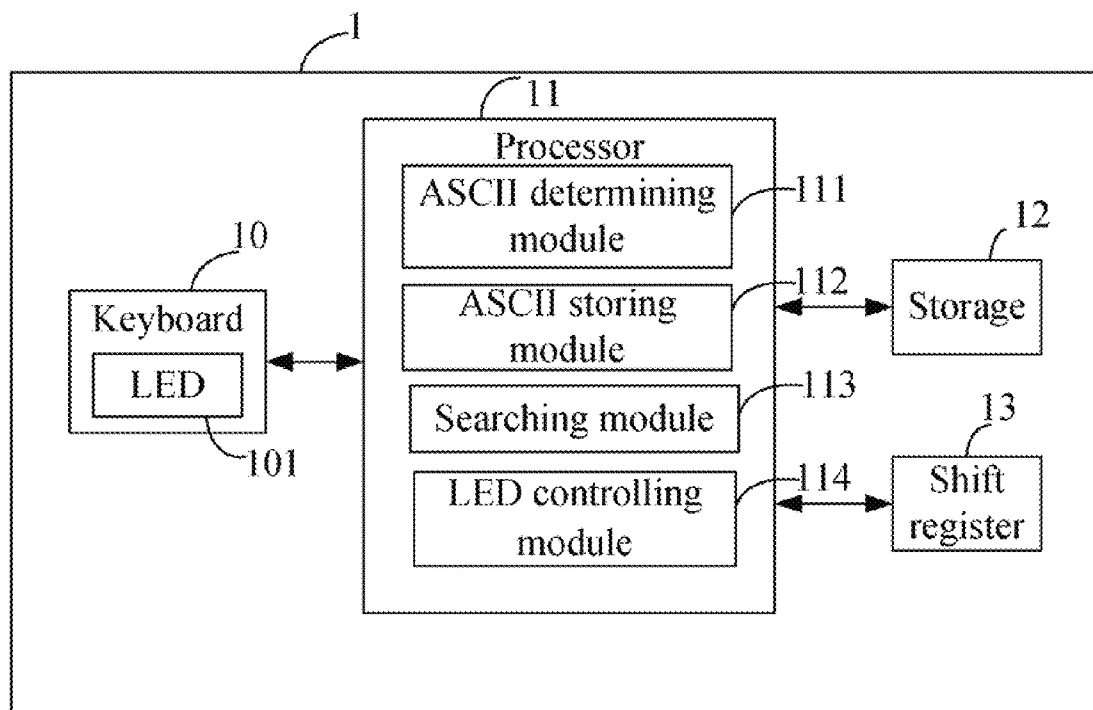 1
11
Processor
ASCII determining
module
111
10
12
Keyboard
LED
ASCII storing
module
112
Storage
101
Searching module
113
13
LED controlling
module
114
Shift
register